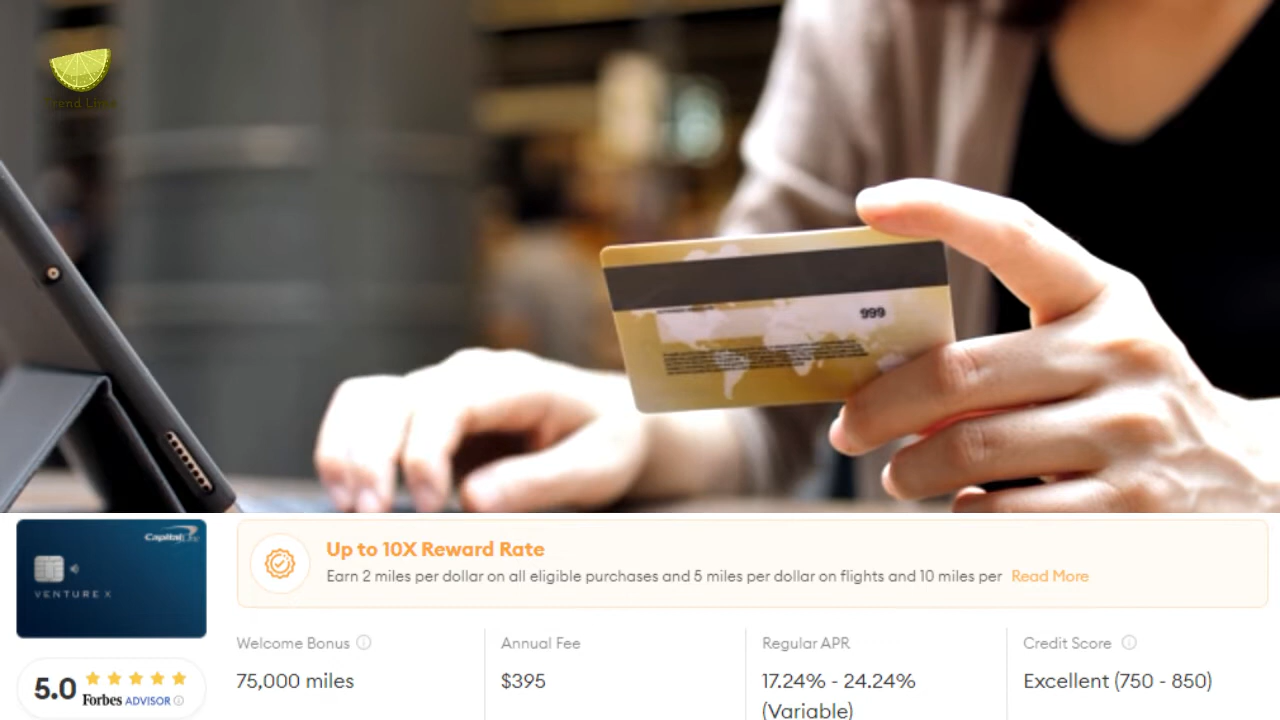 Trend Lime
999
Capital One
VENTURE X
Up to 10X Reward Rate
Earn 2 miles per dollar on all eligible purchases and 5 miles per dollar on flights and 10 miles per Read More
Welcome Bonus
75,000 miles
Annual Fee
$395
Regular APR
17.24% - 24.24%
(Variable)
Credit Score
Excellent (750 - 850)
5.0
Forbes ADVISOR